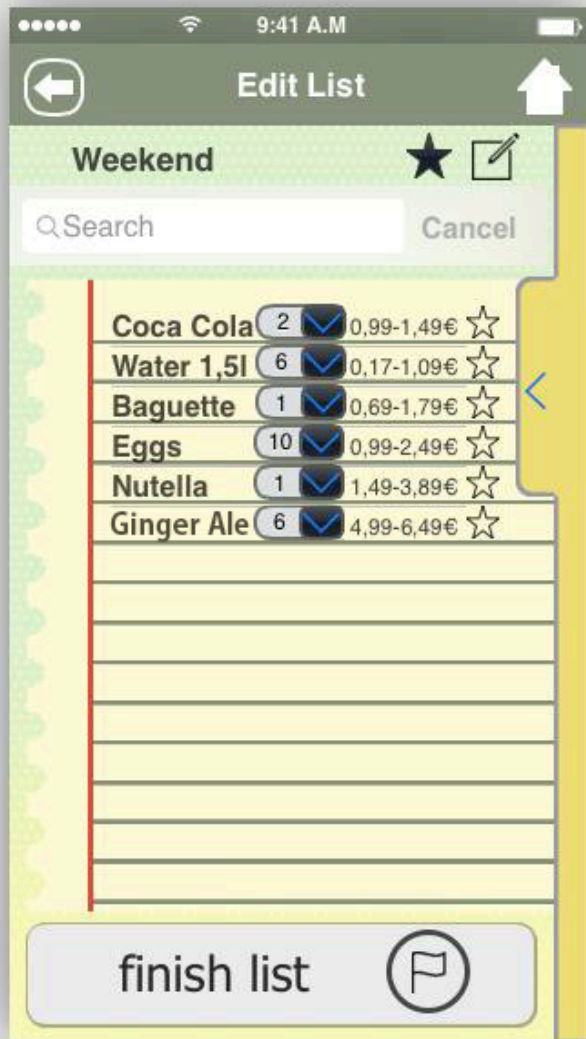 9:41 A.M
Edit List
Weekend
Search Cancel
Coca Cola 2 0,99-1,49€
Water 1,5l 6 0,17-1,09€
Baguette 1 0,69-1,79€
Eggs 10 0,99-2,49€
Nutella 1 1,49-3,89€
Ginger Ale 6 4,99-6,49€
finish list